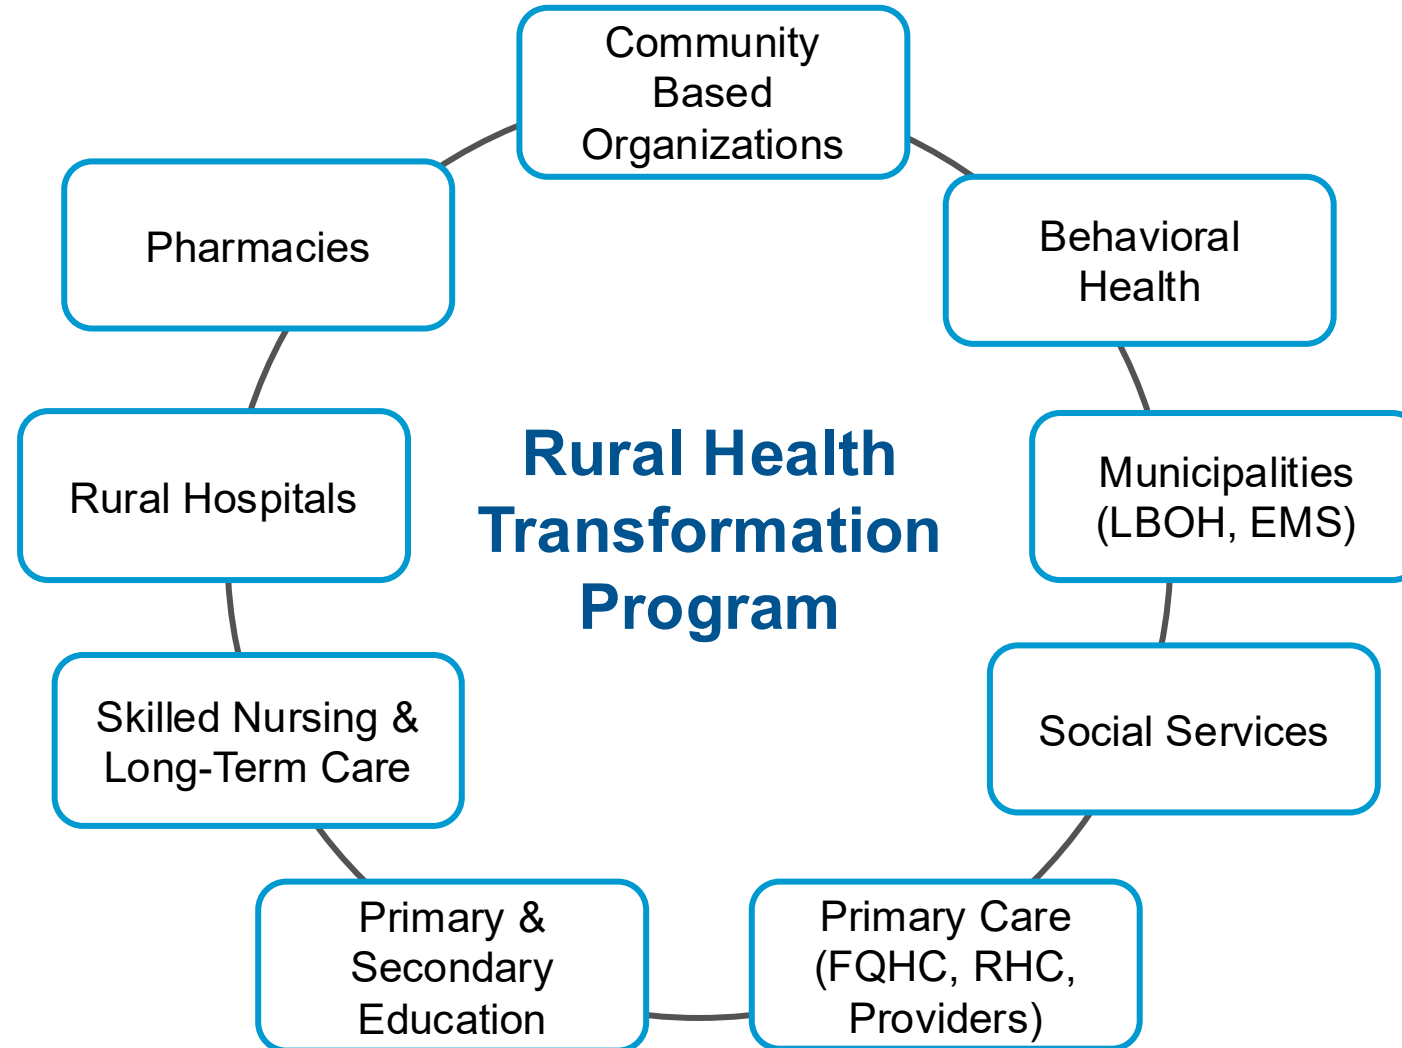 Community
Based
Organizations
Behavioral
Health
Municipalities
(LBOH, EMS)
Social Services
Primary Care
(FQHC, RHC,
Providers)
Primary &
Secondary
Education
Skilled Nursing &
Long-Term Care
Rural Hospitals
Pharmacies
Rural Health
Transformation
Program